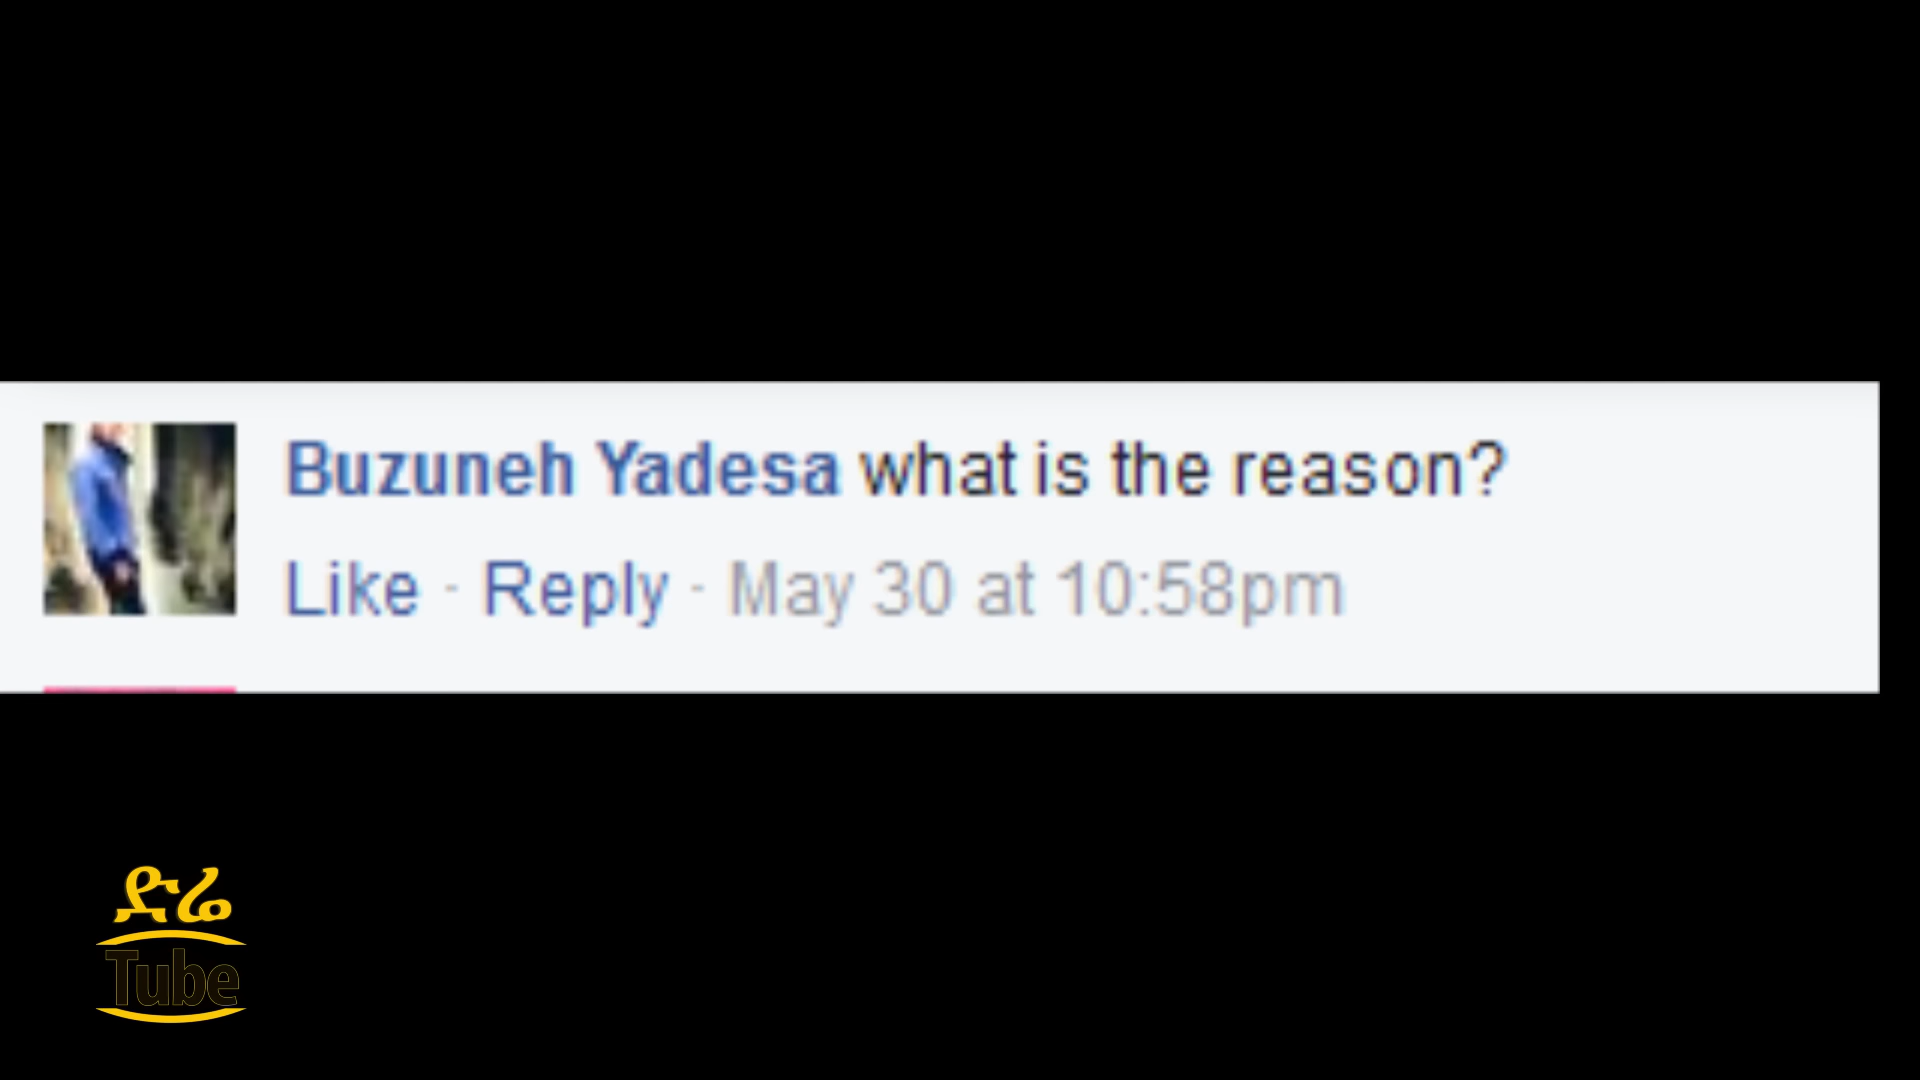 Buzuneh Yadesa what is the reason?
Like · Reply · May 30 at 10:58pm
ድሬ
Tube